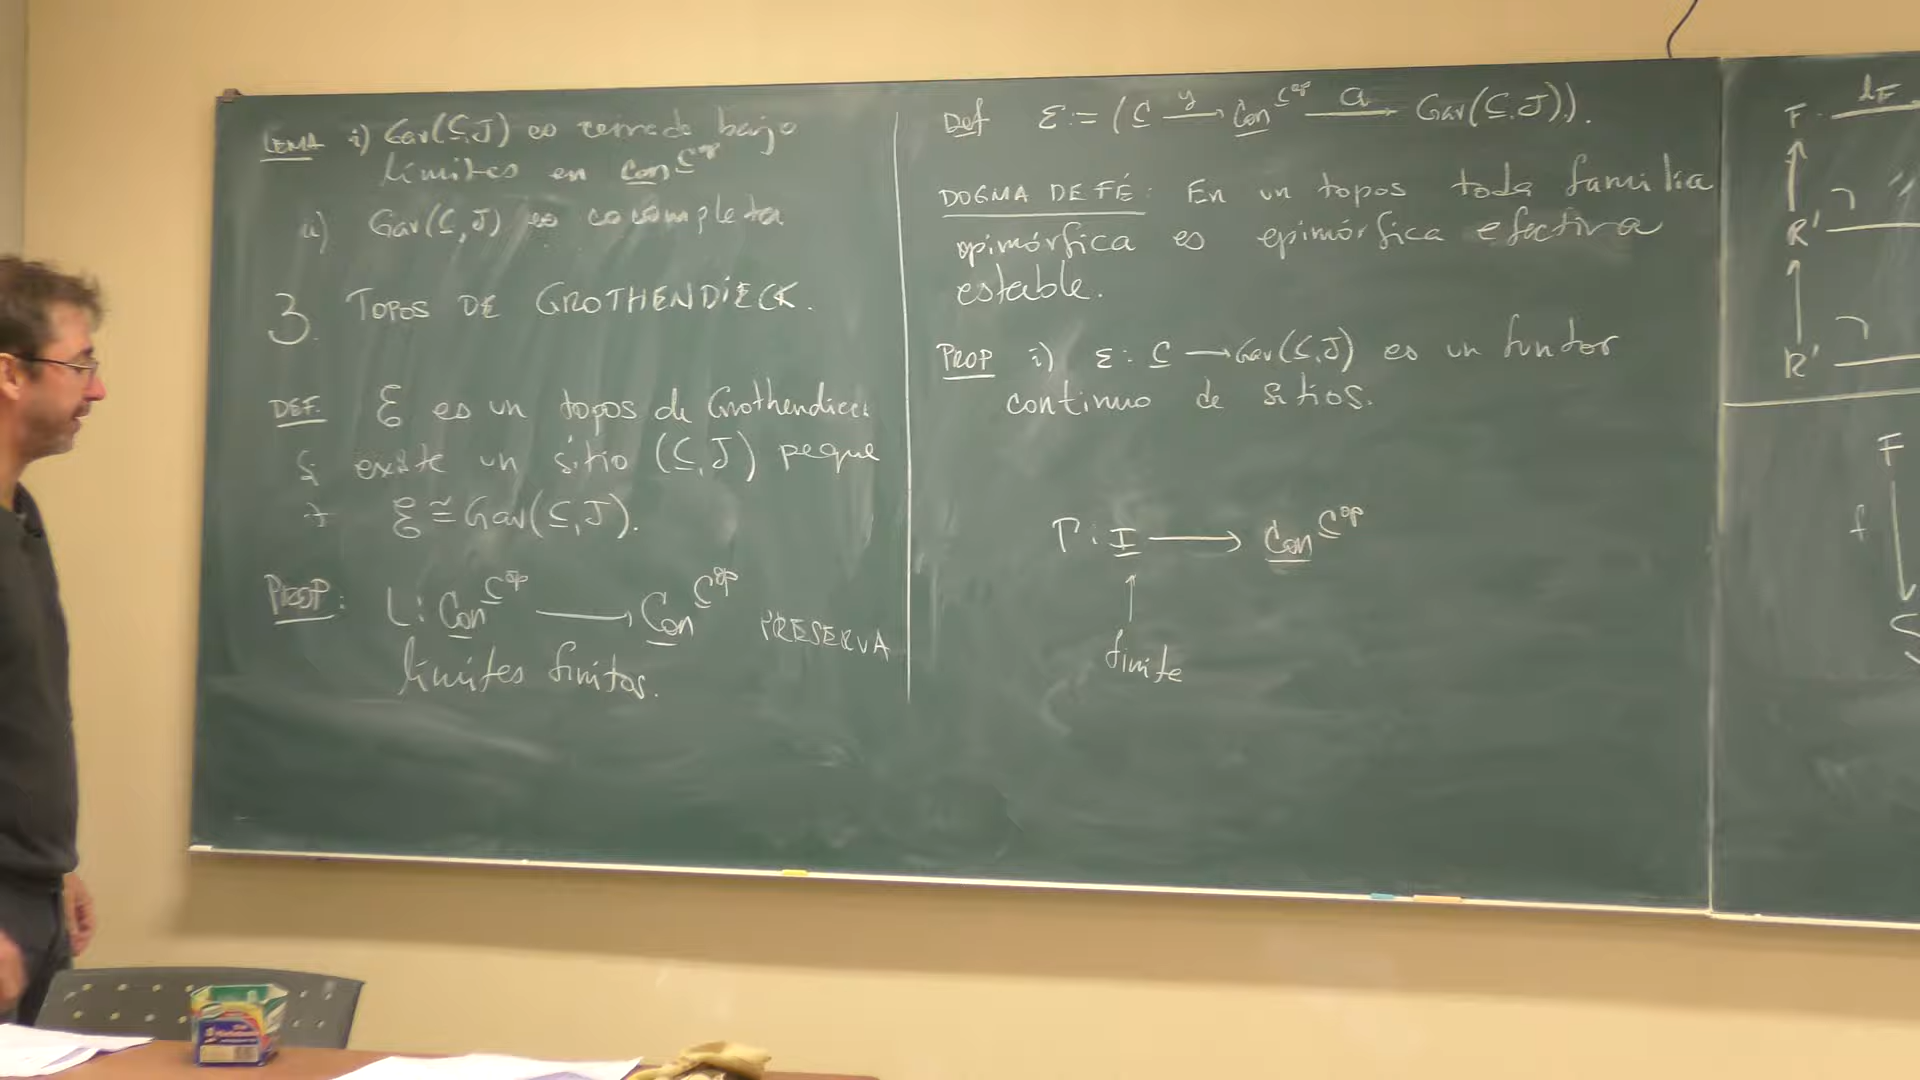 LEMA i) Gav(C,J) es cerrado bajo
límites en Con^C^op
ii) Gav(C,J) es cocompleta
3. TOPOS DE GROTHENDIECK.
DEF. ℰ es un topos de Grothendieck
si existe un sitio (C,J) peque
+ ℰ ≅ Gav(C,J).
PROP: L: Con^C^op → Con^C^op PRESERVA
límites finitos.
Def ε := (C —y→ Con^C^op —a→ Gav(C,J)).
DOGMA DE FÉ: En un topos toda familia
epimórfica es epimórfica efectiva
estable.
PROP i) ε: C → Gav(C,J) es un funtor
continuo de sitios.
Γ: I → Con^C^op
↑
finite
F
R'
R'
F
f